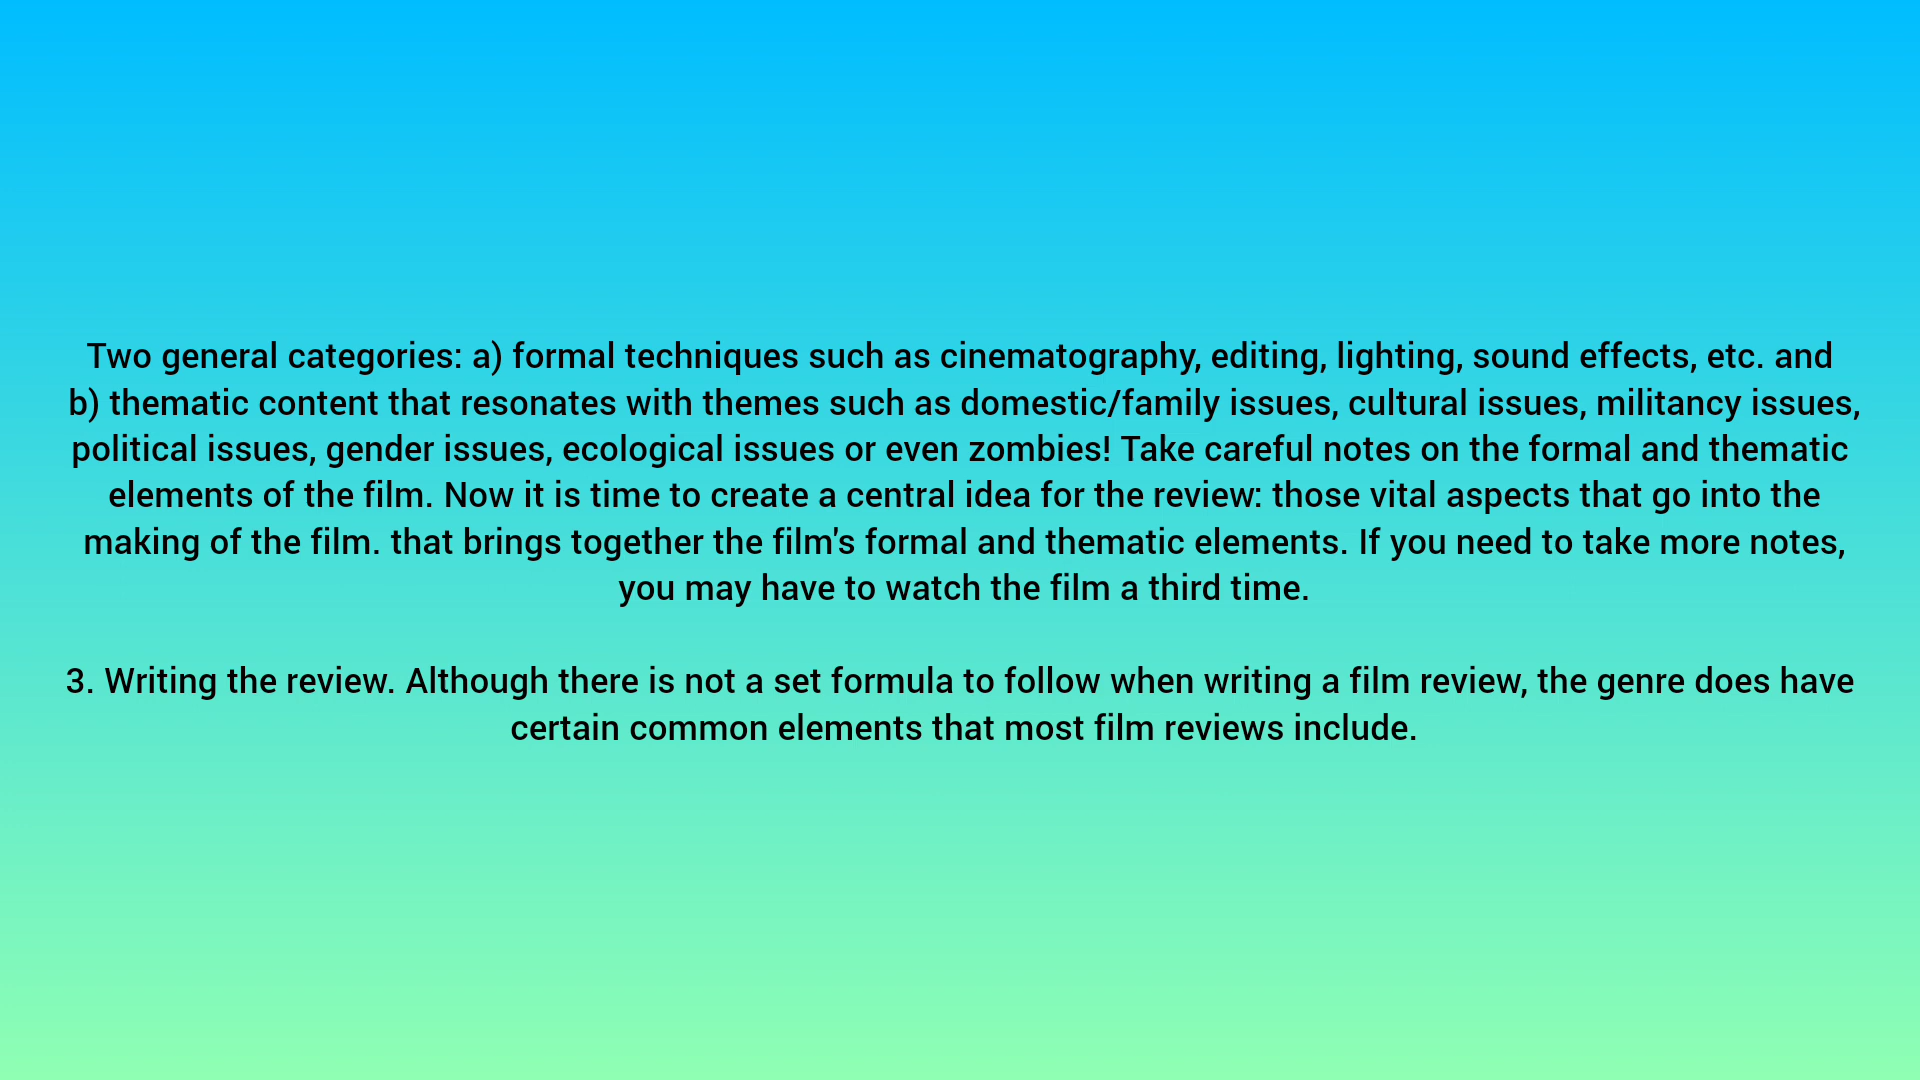 Two general categories: a) formal techniques such as cinematography, editing, lighting, sound effects, etc. and
b) thematic content that resonates with themes such as domestic/family issues, cultural issues, militancy issues,
political issues, gender issues, ecological issues or even zombies! Take careful notes on the formal and thematic
elements of the film. Now it is time to create a central idea for the review: those vital aspects that go into the
making of the film. that brings together the film's formal and thematic elements. If you need to take more notes,
you may have to watch the film a third time.
3. Writing the review. Although there is not a set formula to follow when writing a film review, the genre does have
certain common elements that most film reviews include.